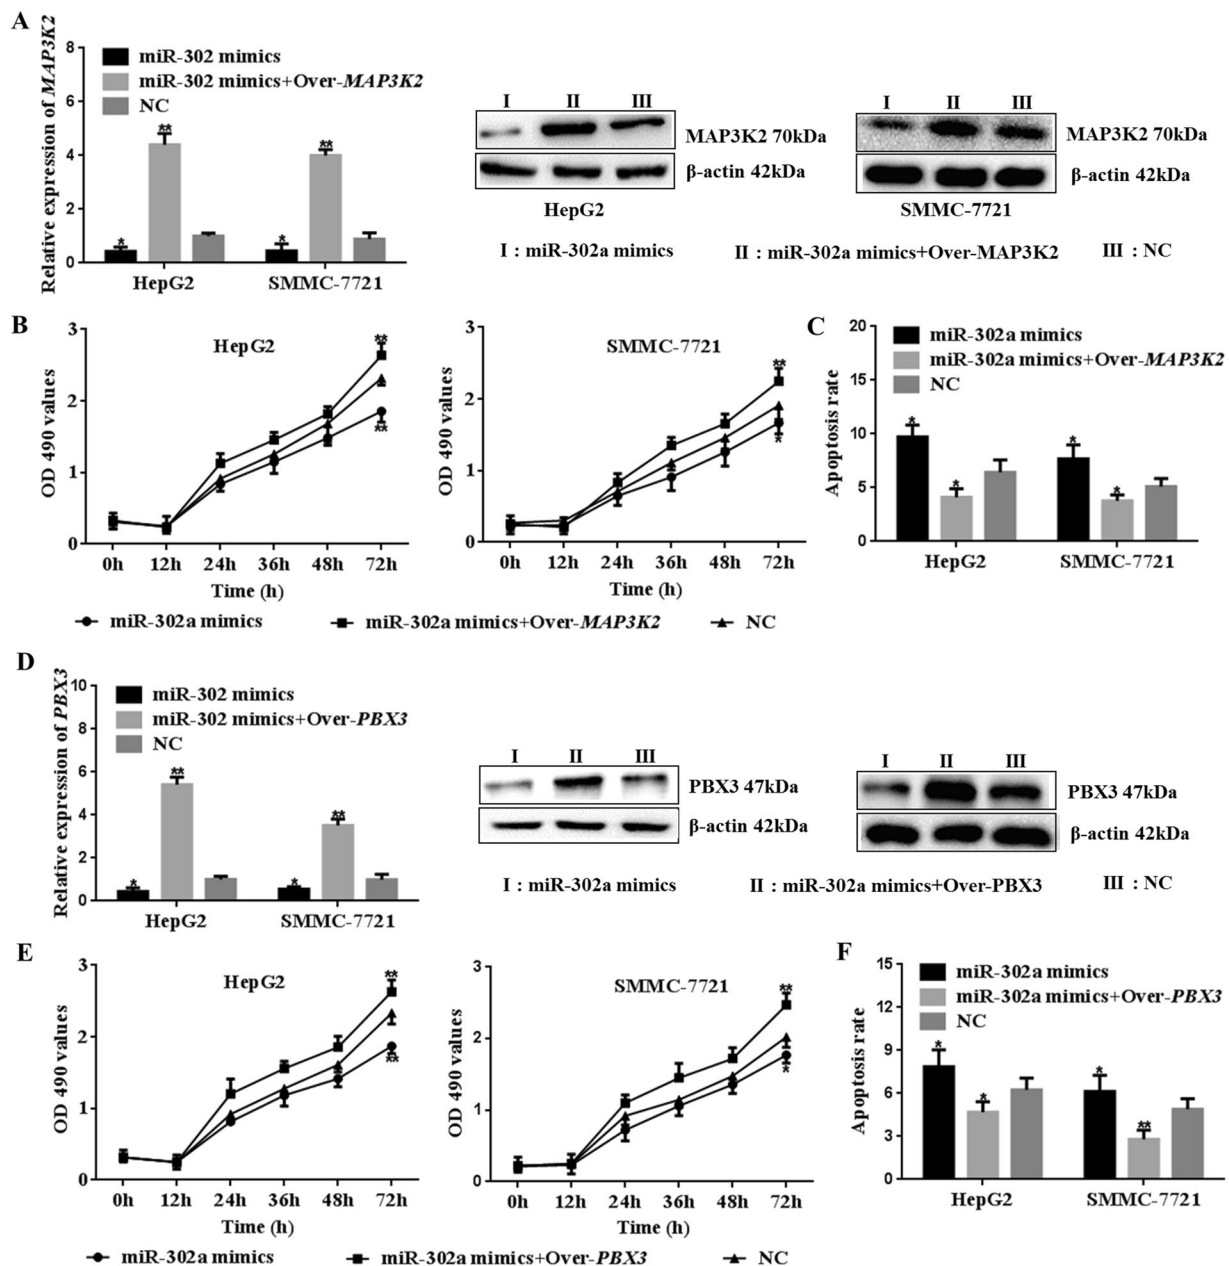 A
Relative expression of MAP3K2
8
6
4
2
0
miR-302 mimics
miR-302 mimics+Over-MAP3K2
NC
*
**
*
**
HepG2 SMMC-7721
I II III
MAP3K2 70kDa
β-actin 42kDa
HepG2
I II III
MAP3K2 70kDa
β-actin 42kDa
SMMC-7721
I : miR-302a mimics II : miR-302a mimics+Over-MAP3K2 III : NC
B
HepG2
OD 490 values
3
2
1
0
**
**
0h 12h 24h 36h 48h 72h
Time (h)
SMMC-7721
OD 490 values
3
2
1
0
**
*
0h 12h 24h 36h 48h 72h
Time (h)
miR-302a mimics miR-302a mimics+Over-MAP3K2 NC
C
Apoptosis rate
20
15
10
5
0
miR-302a mimics
miR-302a mimics+Over-MAP3K2
NC
*
*
*
*
HepG2 SMMC-7721
D
Relative expression of PBX3
10
8
6
4
2
0
miR-302 mimics
miR-302 mimics+Over-PBX3
NC
*
**
*
**
HepG2 SMMC-7721
I II III
PBX3 47kDa
β-actin 42kDa
I II III
PBX3 47kDa
β-actin 42kDa
I : miR-302a mimics II : miR-302a mimics+Over-PBX3 III : NC
E
HepG2
OD 490 values
3
2
1
0
**
**
0h 12h 24h 36h 48h 72h
Time (h)
SMMC-7721
OD 490 values
3
2
1
0
**
*
0h 12h 24h 36h 48h 72h
Time (h)
miR-302a mimics miR-302a mimics+Over-PBX3 NC
F
Apoptosis rate
15
12
9
6
3
0
miR-302a mimics
miR-302a mimics+Over-PBX3
NC
*
*
*
**
HepG2 SMMC-7721